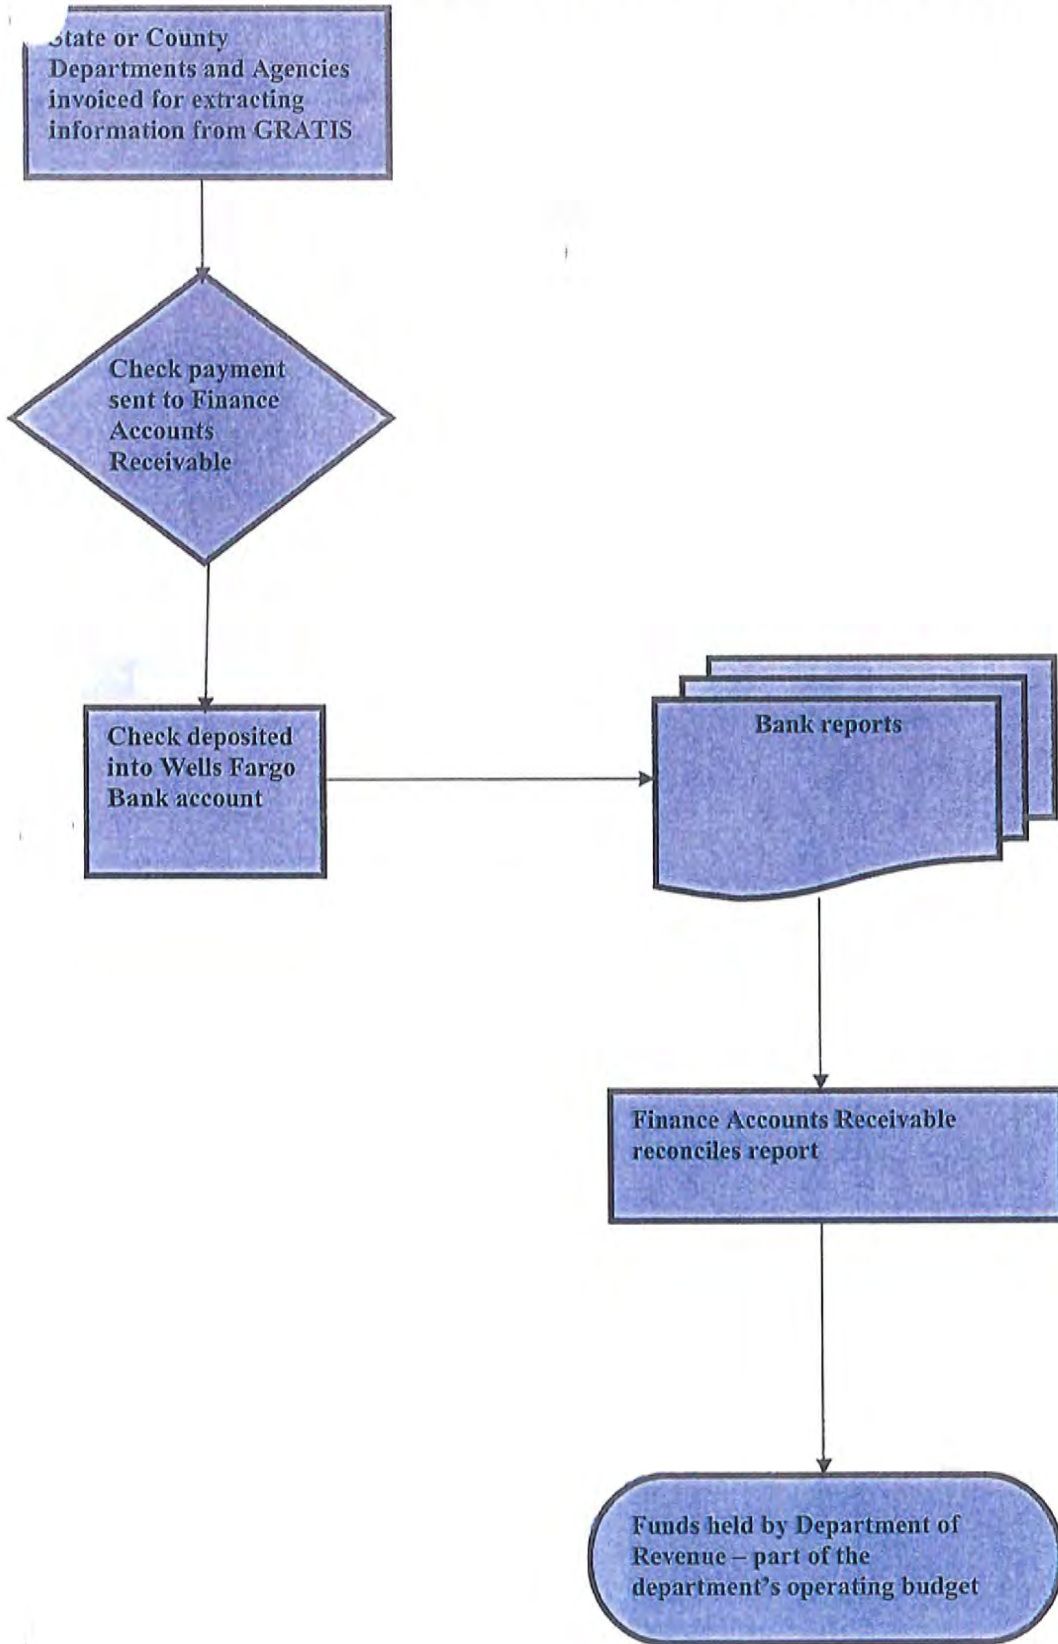 State or County
Departments and Agencies
invoiced for extracting
information from GRATIS
Check payment
sent to Finance
Accounts
Receivable
Check deposited
into Wells Fargo
Bank account
Bank reports
Finance Accounts Receivable
reconciles report
Funds held by Department of
Revenue – part of the
department's operating budget